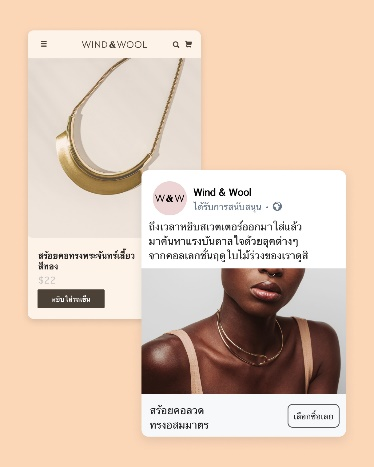 WIND&WOOL
สร้อยคอทรงพระจันทร์เสี้ยว
สีทอง
$22
หยิบใส่รถเข็น
W&W
Wind & Wool
ได้รับการสนับสนุน ·
ถึงเวลาหยิบสเวตเตอร์ออกมาใส่แล้ว
มาค้นหาแรงบันดาลใจด้วยลุคต่างๆ
จากคอลเลกชั่นฤดูใบไม้ร่วงของเราดูสิ
สร้อยคอลวด
ทรงอสมมาตร
เลือกซื้อเลย